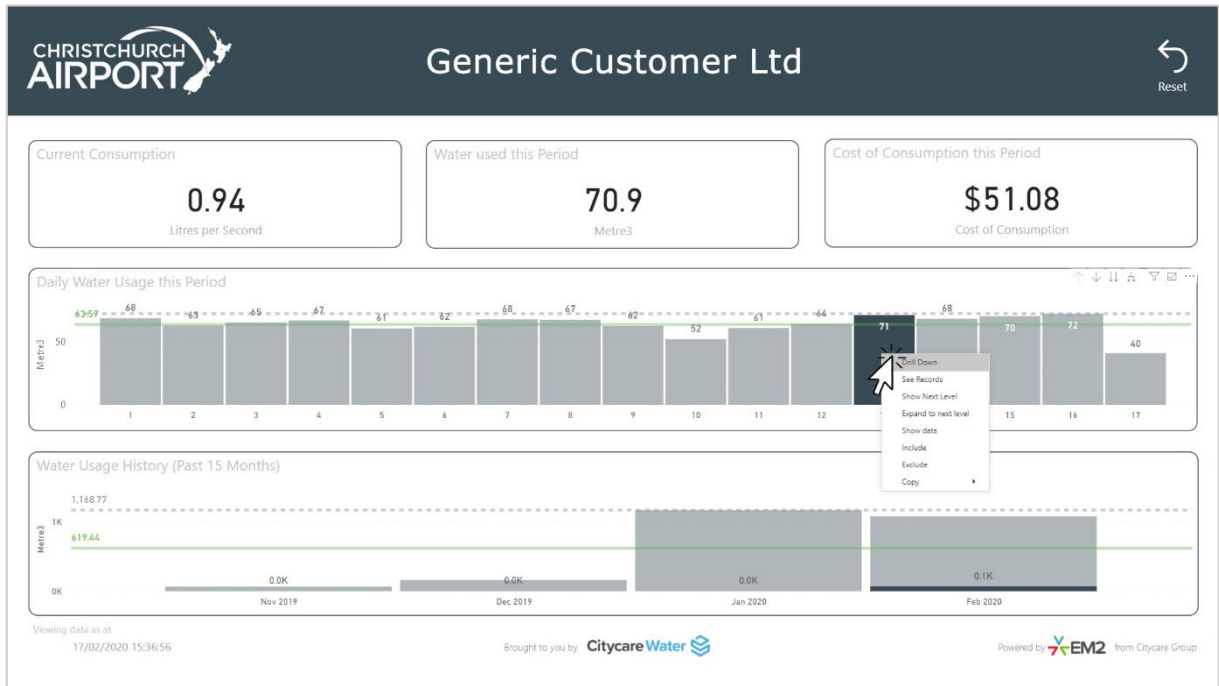 CHRISTCHURCH
AIRPORT
Generic Customer Ltd
Reset
Current Consumption
0.94
Litres per Second
Water used this Period
70.9
Metre3
Cost of Consumption this Period
$51.08
Cost of Consumption
Daily Water Usage this Period
63.57 68 63 65 67 61 62 68 67 62 52 61 64 71 68 70 72 40
Metre3
50
0
1 2 3 4 5 6 7 8 9 10 11 12 15 16 17
Drill Down
See Records
Show Next Level
Expand to next level
Show data
Include
Exclude
Copy
Water Usage History (Past 15 Months)
1,168.77
1K
Metre3
619.44
0K
0.0K 0.0K 0.0K 0.1K
Nov 2019 Dec 2019 Jan 2020 Feb 2020
Viewing data as at
17/02/2020 15:36:56
Brought to you by Citycare Water
Powered by EM2 from Citycare Group